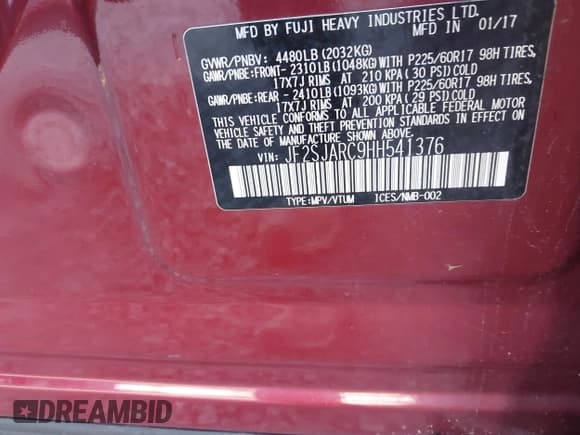 MFD BY FUJI HEAVY INDUSTRIES LTD.
MFD IN 01/17
GVWR/PNBV: 4480LB (2032KG)
GAWR/PNBE:FRONT- 2310LB(1048KG)WITH P225/60R17 98H TIRES.
17X7J RIMS AT 210 KPA (30 PSI)COLD
GAWR/PNBE:REAR - 2410LB(1093KG)WITH P225/60R17 98H TIRES.
17X7J RIMS AT 200 KPA (29 PSI)COLD
THIS VEHICLE CONFORMS TO ALL APPLICABLE FEDERAL MOTOR
VEHICLE SAFETY AND THEFT PREVENTION STANDARDS IN EFFECT ON
THE DATE OF MANUFACTURE SHOWN ABOVE.
VIN: JF2SJARC9HH541376
TYPE:MPV/VTUM ICES/NMB-002
DREAMBID